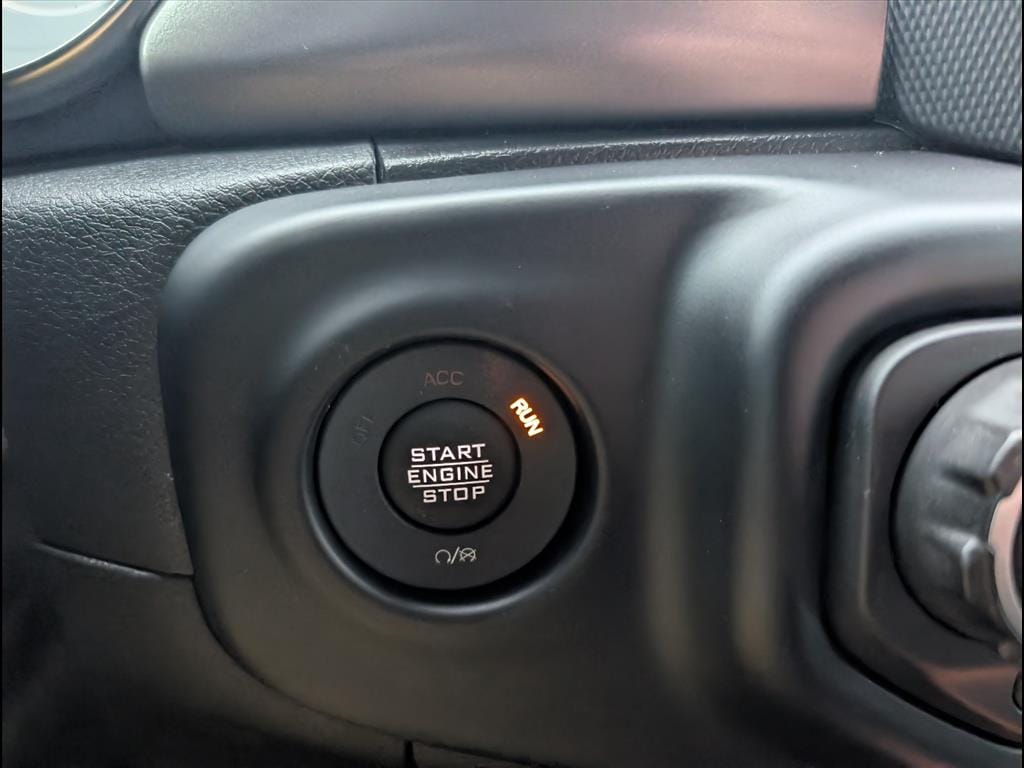 ACC
RUN
OFF
START
ENGINE
STOP